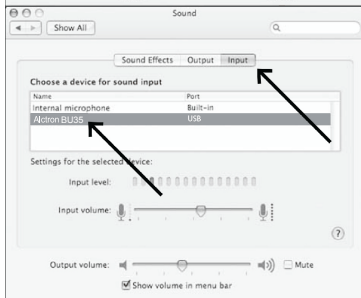 Sound
Show All
Sound Effects Output Input
Choose a device for sound input
Name Port
Internal microphone Built-in
Alctron BU35 USB
Settings for the selected device:
Input level:
Input volume:
?
Output volume: Mute
Show volume in menu bar